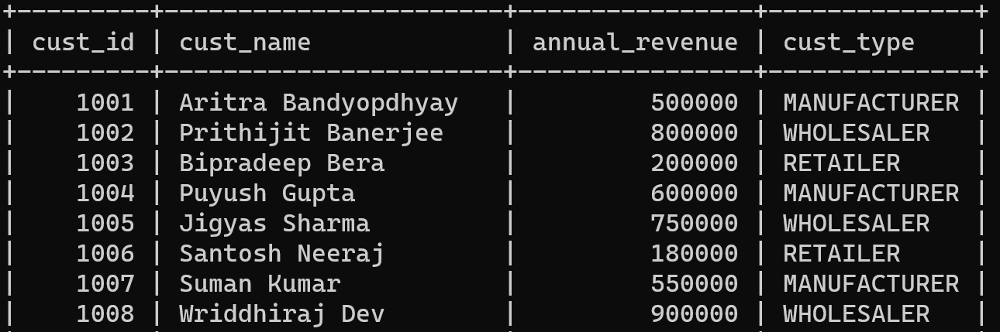 +---------+-----------------------+----------------+--------------+
| cust_id | cust_name             | annual_revenue | cust_type    |
+---------+-----------------------+----------------+--------------+
|    1001 | Aritra Bandyopdhyay   |         500000 | MANUFACTURER |
|    1002 | Prithijit Banerjee    |         800000 | WHOLESALER   |
|    1003 | Bipradeep Bera        |         200000 | RETAILER     |
|    1004 | Puyush Gupta          |         600000 | MANUFACTURER |
|    1005 | Jigyas Sharma         |         750000 | WHOLESALER   |
|    1006 | Santosh Neeraj        |         180000 | RETAILER     |
|    1007 | Suman Kumar           |         550000 | MANUFACTURER |
|    1008 | Wriddhiraj Dev        |         900000 | WHOLESALER   |